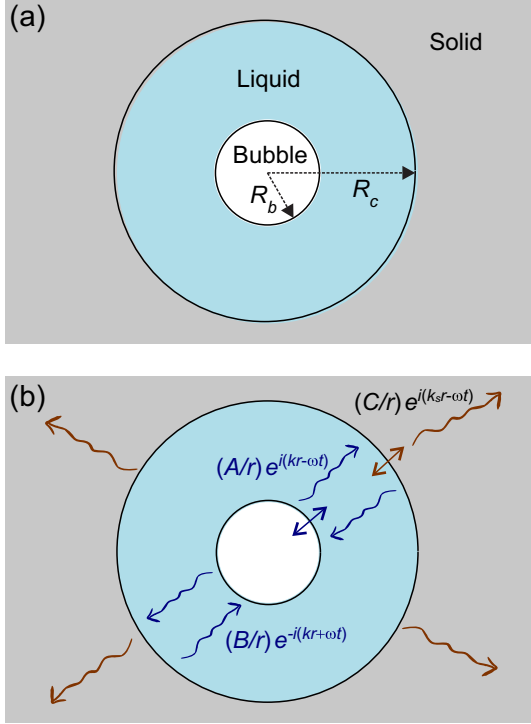 (a)
Solid
Liquid
Bubble
R_b
R_c
(b)
(C/r) e^{i(k_s r-ωt)}
(A/r) e^{i(kr-ωt)}
(B/r) e^{-i(kr+ωt)}